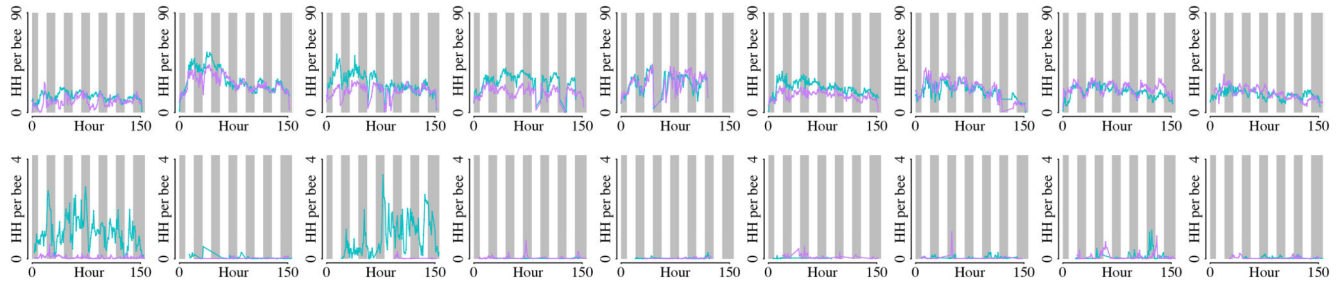 HH per bee 0 90 HH per bee 0 90 HH per bee 0 90 HH per bee 0 90 HH per bee 0 90 HH per bee 0 90 HH per bee 0 90 HH per bee 0 90 HH per bee 0 90
0 Hour 150 0 Hour 150 0 Hour 150 0 Hour 150 0 Hour 150 0 Hour 150 0 Hour 150 0 Hour 150 0 Hour 150
HH per bee 0 4 HH per bee 0 4 HH per bee 0 4 HH per bee 0 4 HH per bee 0 4 HH per bee 0 4 HH per bee 0 4 HH per bee 0 4 HH per bee 0 4
0 Hour 150 0 Hour 150 0 Hour 150 0 Hour 150 0 Hour 150 0 Hour 150 0 Hour 150 0 Hour 150 0 Hour 150